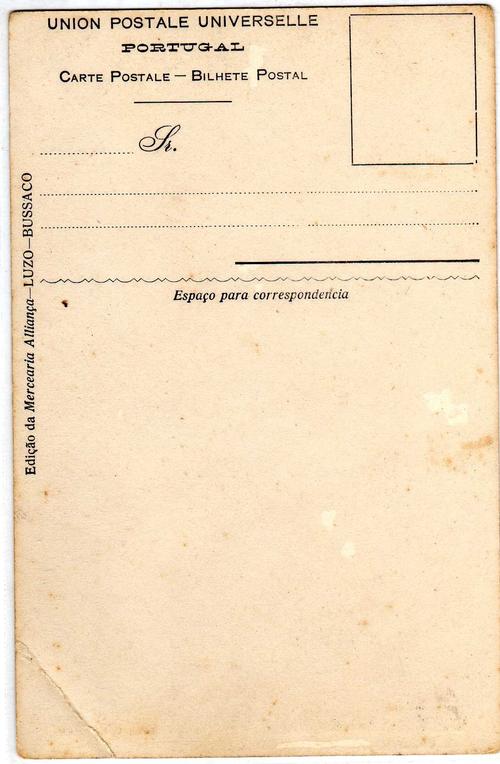 UNION POSTALE UNIVERSELLE
PORTUGAL
CARTE POSTALE — BILHETE POSTAL
Sr.
Espaço para correspondencia
Edição da Mercearia Alliança—LUZO—BUSSACO